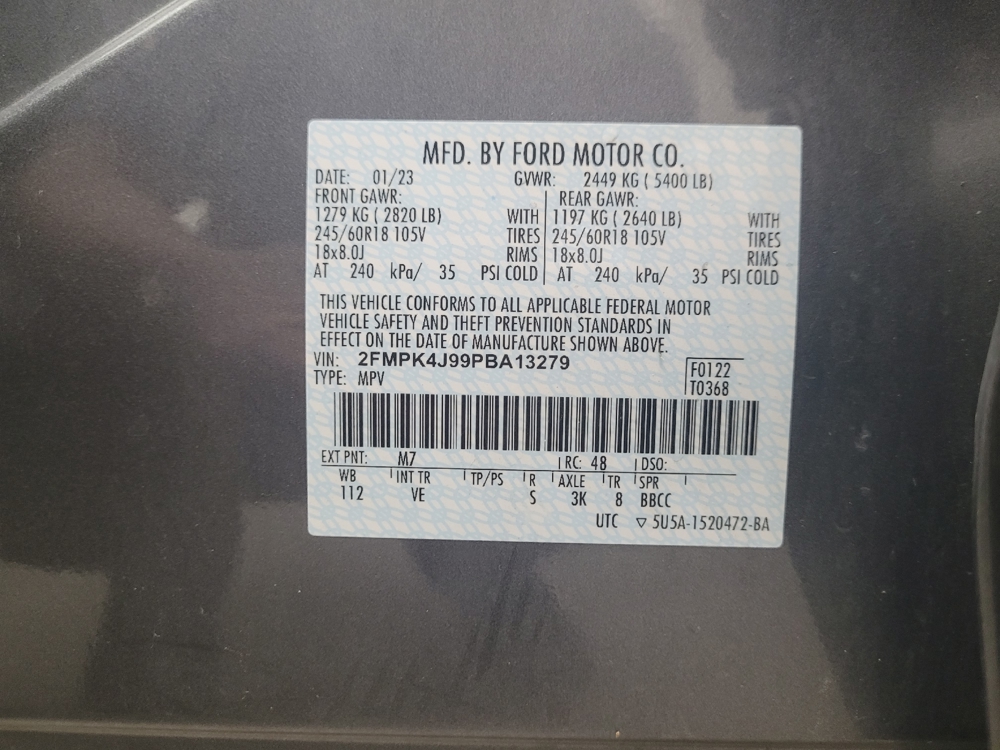 MFD. BY FORD MOTOR CO.
DATE: 01/23 GVWR: 2449 KG ( 5400 LB)
FRONT GAWR: REAR GAWR:
1279 KG ( 2820 LB) WITH 1197 KG ( 2640 LB) WITH
245/60R18 105V TIRES 245/60R18 105V TIRES
18x8.0J RIMS 18x8.0J RIMS
AT 240 kPa/ 35 PSI COLD AT 240 kPa/ 35 PSI COLD
THIS VEHICLE CONFORMS TO ALL APPLICABLE FEDERAL MOTOR
VEHICLE SAFETY AND THEFT PREVENTION STANDARDS IN
EFFECT ON THE DATE OF MANUFACTURE SHOWN ABOVE.
VIN: 2FMPK4J99PBA13279 F0122
TYPE: MPV T0368
EXT PNT: M7 RC: 48 DSO:
WB INT TR TP/PS R AXLE TR SPR
112 VE S 3K 8 BBCC
UTC ▽ 5U5A-1520472-BA